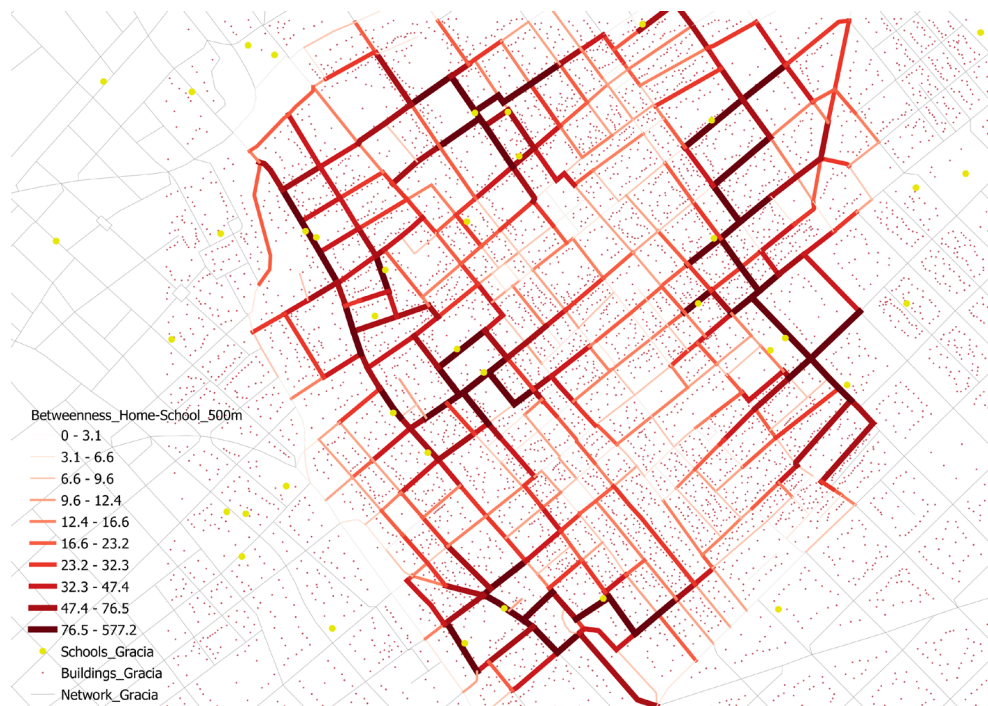 Betweenness_Home-School_500m
0 - 3.1
3.1 - 6.6
6.6 - 9.6
9.6 - 12.4
12.4 - 16.6
16.6 - 23.2
23.2 - 32.3
32.3 - 47.4
47.4 - 76.5
76.5 - 577.2
Schools_Gracia
Buildings_Gracia
Network_Gracia